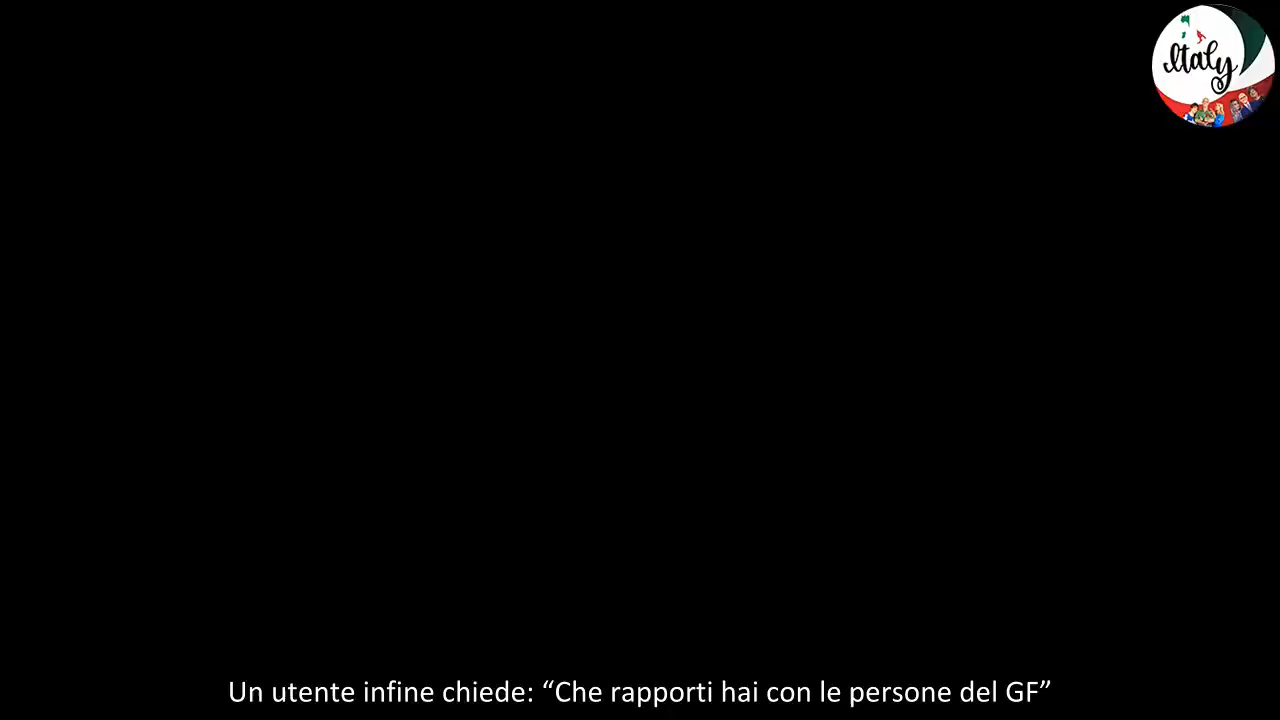 Italy
Un utente infine chiede: “Che rapporti hai con le persone del GF”